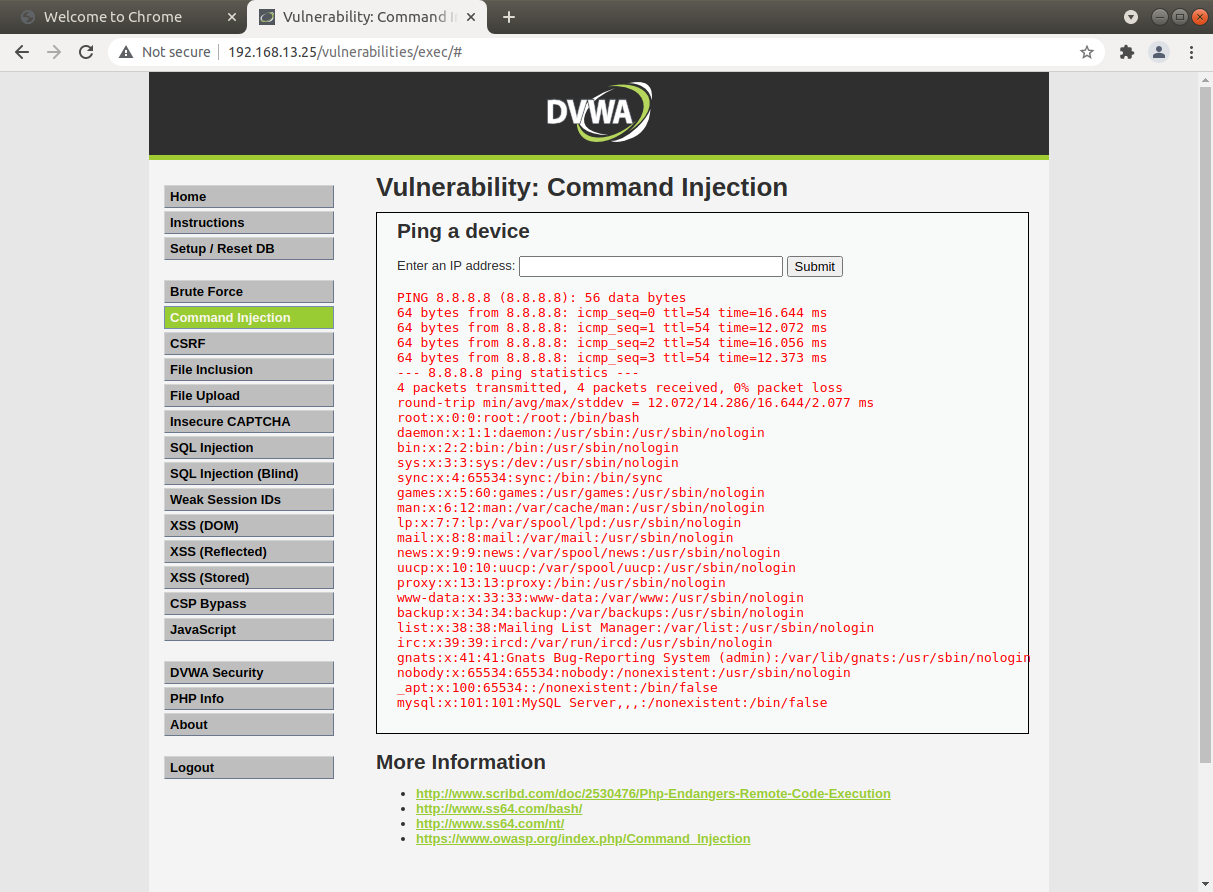 Welcome to Chrome
Vulnerability: Command I
Not secure
192.168.13.25/vulnerabilities/exec/#
DVWA
Home
Instructions
Setup / Reset DB
Brute Force
Command Injection
CSRF
File Inclusion
File Upload
Insecure CAPTCHA
SQL Injection
SQL Injection (Blind)
Weak Session IDs
XSS (DOM)
XSS (Reflected)
XSS (Stored)
CSP Bypass
JavaScript
DVWA Security
PHP Info
About
Logout
Vulnerability: Command Injection
Ping a device
Enter an IP address: Submit
PING 8.8.8.8 (8.8.8.8): 56 data bytes
64 bytes from 8.8.8.8: icmp_seq=0 ttl=54 time=16.644 ms
64 bytes from 8.8.8.8: icmp_seq=1 ttl=54 time=12.072 ms
64 bytes from 8.8.8.8: icmp_seq=2 ttl=54 time=16.056 ms
64 bytes from 8.8.8.8: icmp_seq=3 ttl=54 time=12.373 ms
--- 8.8.8.8 ping statistics ---
4 packets transmitted, 4 packets received, 0% packet loss
round-trip min/avg/max/stddev = 12.072/14.286/16.644/2.077 ms
root:x:0:0:root:/root:/bin/bash
daemon:x:1:1:daemon:/usr/sbin:/usr/sbin/nologin
bin:x:2:2:bin:/bin:/usr/sbin/nologin
sys:x:3:3:sys:/dev:/usr/sbin/nologin
sync:x:4:65534:sync:/bin:/bin/sync
games:x:5:60:games:/usr/games:/usr/sbin/nologin
man:x:6:12:man:/var/cache/man:/usr/sbin/nologin
lp:x:7:7:lp:/var/spool/lpd:/usr/sbin/nologin
mail:x:8:8:mail:/var/mail:/usr/sbin/nologin
news:x:9:9:news:/var/spool/news:/usr/sbin/nologin
uucp:x:10:10:uucp:/var/spool/uucp:/usr/sbin/nologin
proxy:x:13:13:proxy:/bin:/usr/sbin/nologin
www-data:x:33:33:www-data:/var/www:/usr/sbin/nologin
backup:x:34:34:backup:/var/backups:/usr/sbin/nologin
list:x:38:38:Mailing List Manager:/var/list:/usr/sbin/nologin
irc:x:39:39:ircd:/var/run/ircd:/usr/sbin/nologin
gnats:x:41:41:Gnats Bug-Reporting System (admin):/var/lib/gnats:/usr/sbin/nologin
nobody:x:65534:65534:nobody:/nonexistent:/usr/sbin/nologin
_apt:x:100:65534::/nonexistent:/bin/false
mysql:x:101:101:MySQL Server,,,:/nonexistent:/bin/false
More Information
http://www.scribd.com/doc/2530476/Php-Endangers-Remote-Code-Execution
http://www.ss64.com/bash/
http://www.ss64.com/nt/
https://www.owasp.org/index.php/Command_Injection